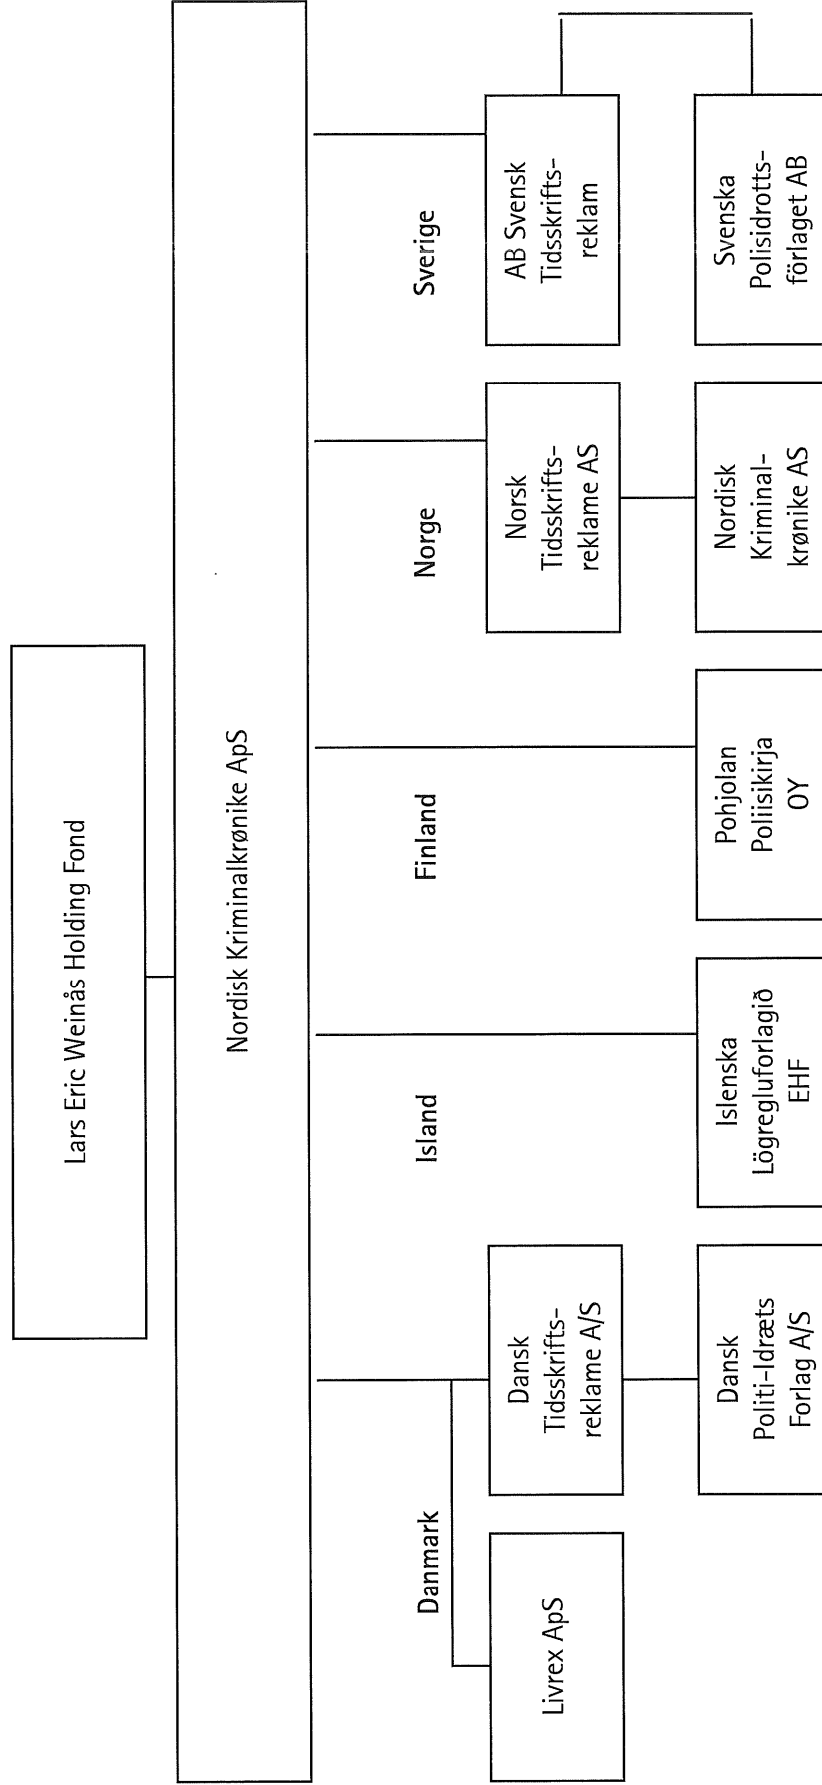 Lars Eric Weinås Holding Fond
Nordisk Kriminalkrønike ApS
Danmark
Island
Finland
Norge
Sverige
Livrex ApS
Dansk
Tidsskrifts-
reklame A/S
Norsk
Tidsskrifts-
reklame AS
AB Svensk
Tidsskrifts-
reklam
Dansk
Politi-Idræts
Forlag A/S
Islenska
Lögregluforlagið
EHF
Pohjolan
Poliisikirja
OY
Nordisk
Kriminal-
krønike AS
Svenska
Polisidrotts-
förlaget AB